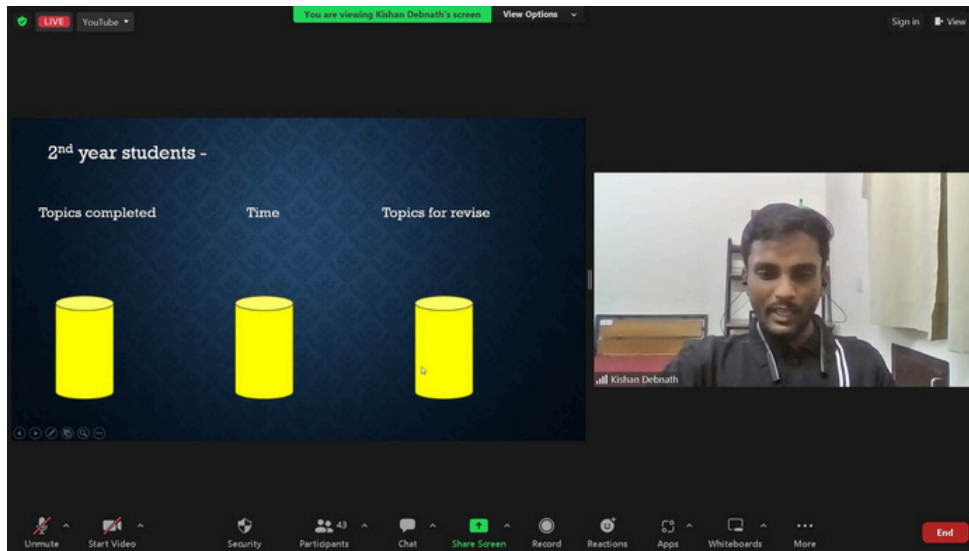 LIVE YouTube
You are viewing Kishan Debnath's screen View Options
Sign in View
2nd year students -
Topics completed Time Topics for revise
Kishan Debnath
43
Unmute Start Video Security Participants Chat Share Screen Record Reactions Apps Whiteboards More
End